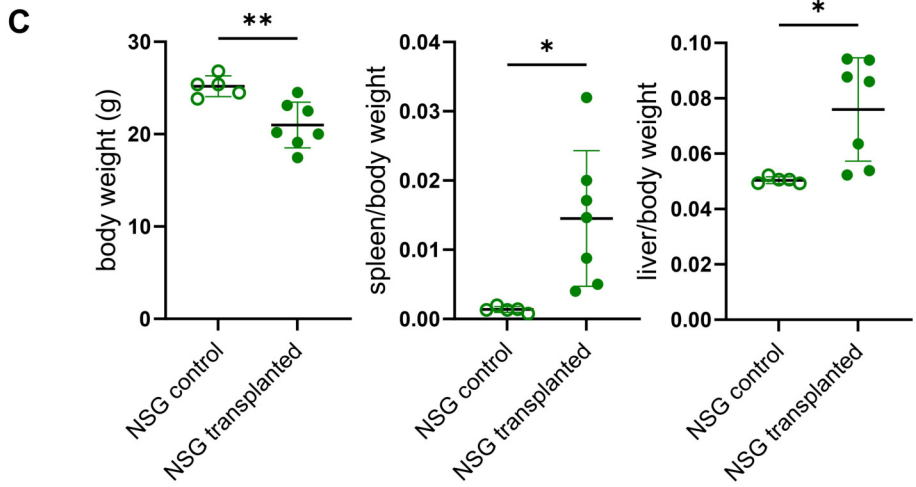 C
**
*
*
body weight (g)
30
20
10
0
NSG control
NSG transplanted
spleen/body weight
0.04
0.03
0.02
0.01
0.00
NSG control
NSG transplanted
liver/body weight
0.10
0.08
0.06
0.04
0.02
0.00
NSG control
NSG transplanted